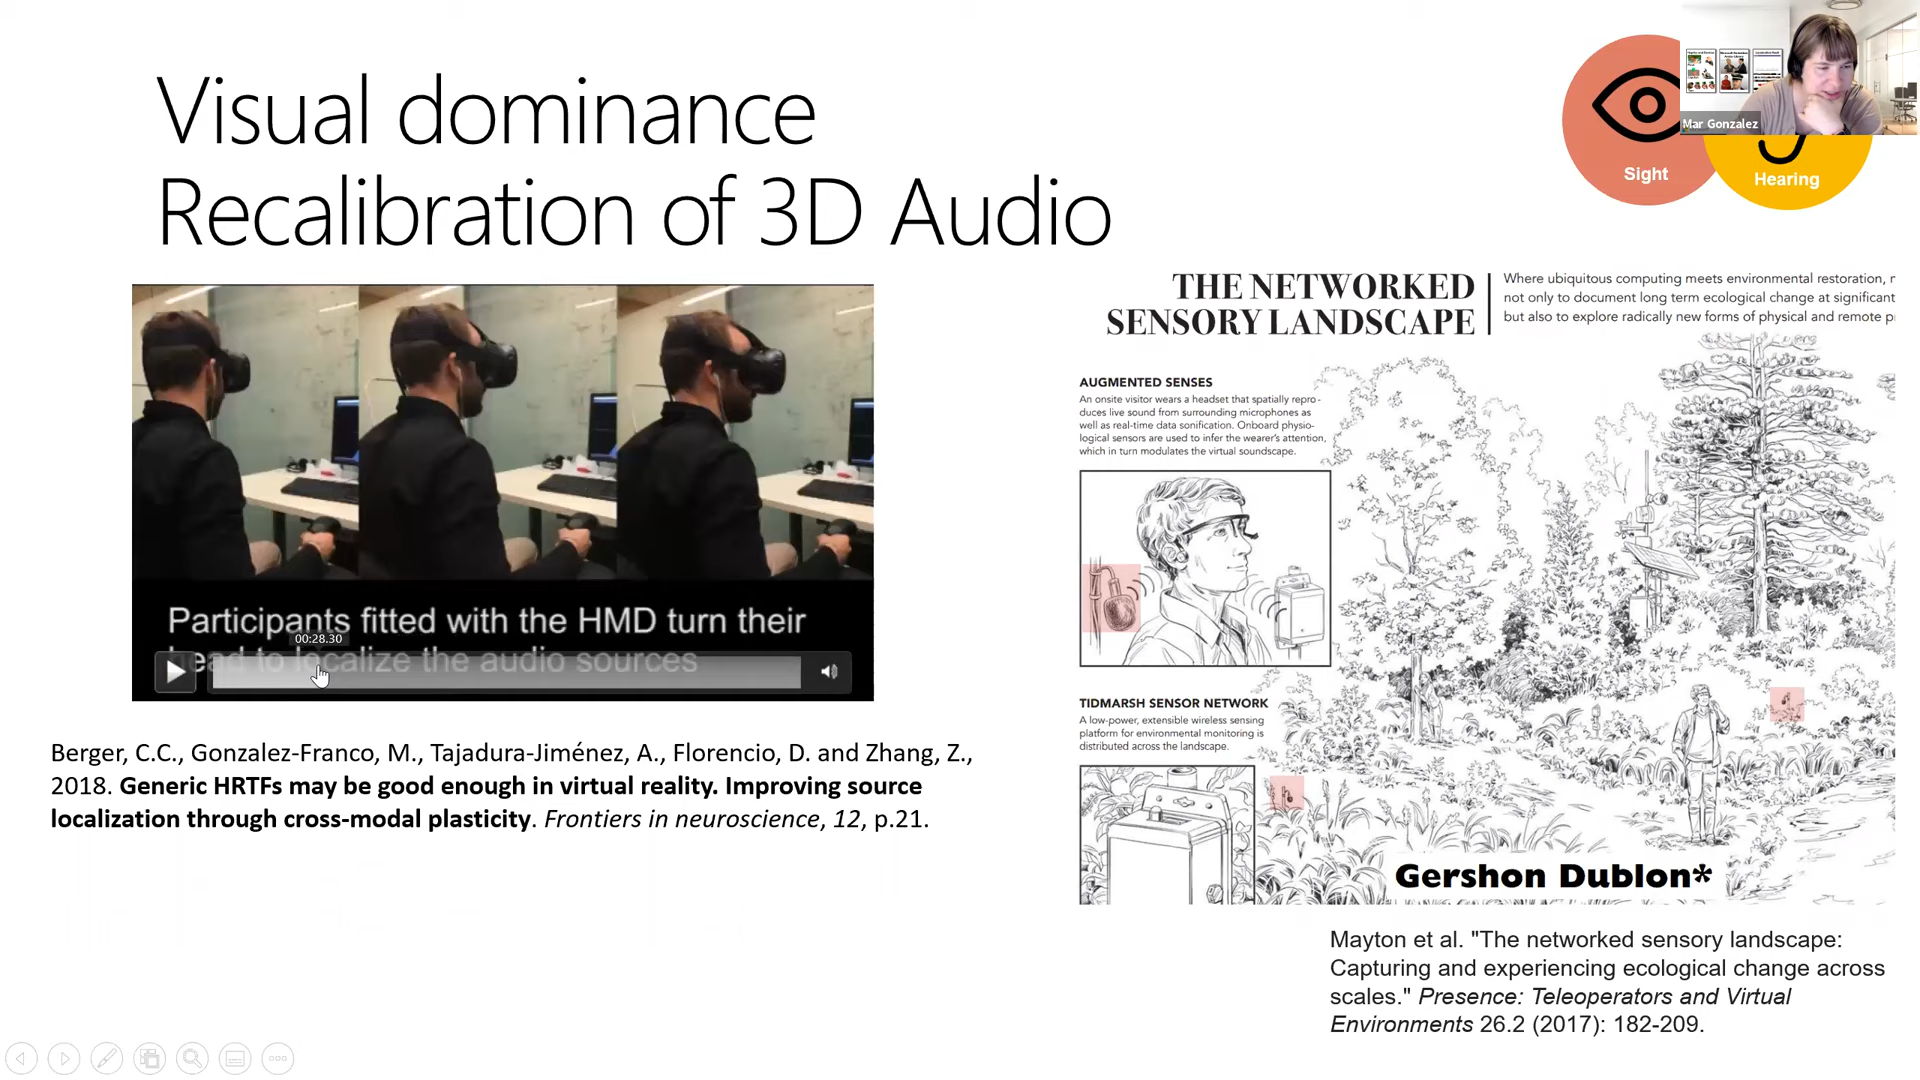 Visual dominance
Recalibration of 3D Audio
Sight
Hearing
Mar Gonzalez
Participants fitted with the HMD turn their
head to localize the audio sources
00:28.30
Berger, C.C., Gonzalez-Franco, M., Tajadura-Jiménez, A., Florencio, D. and Zhang, Z.,
2018. Generic HRTFs may be good enough in virtual reality. Improving source
localization through cross-modal plasticity. Frontiers in neuroscience, 12, p.21.
THE NETWORKED
SENSORY LANDSCAPE
Where ubiquitous computing meets environmental restoration,
not only to document long term ecological change at significant
but also to explore radically new forms of physical and remote
AUGMENTED SENSES
An onsite visitor wears a headset that spatially repro-
duces live sound from surrounding microphones as
well as real-time data sonification. Onboard physio-
logical sensors are used to infer the wearer's attention,
which in turn modulates the virtual soundscape.
TIDMARSH SENSOR NETWORK
A low-power, extensible wireless sensing
platform for environmental monitoring is
distributed across the landscape.
Gershon Dublon*
Mayton et al. "The networked sensory landscape:
Capturing and experiencing ecological change across
scales." Presence: Teleoperators and Virtual
Environments 26.2 (2017): 182-209.